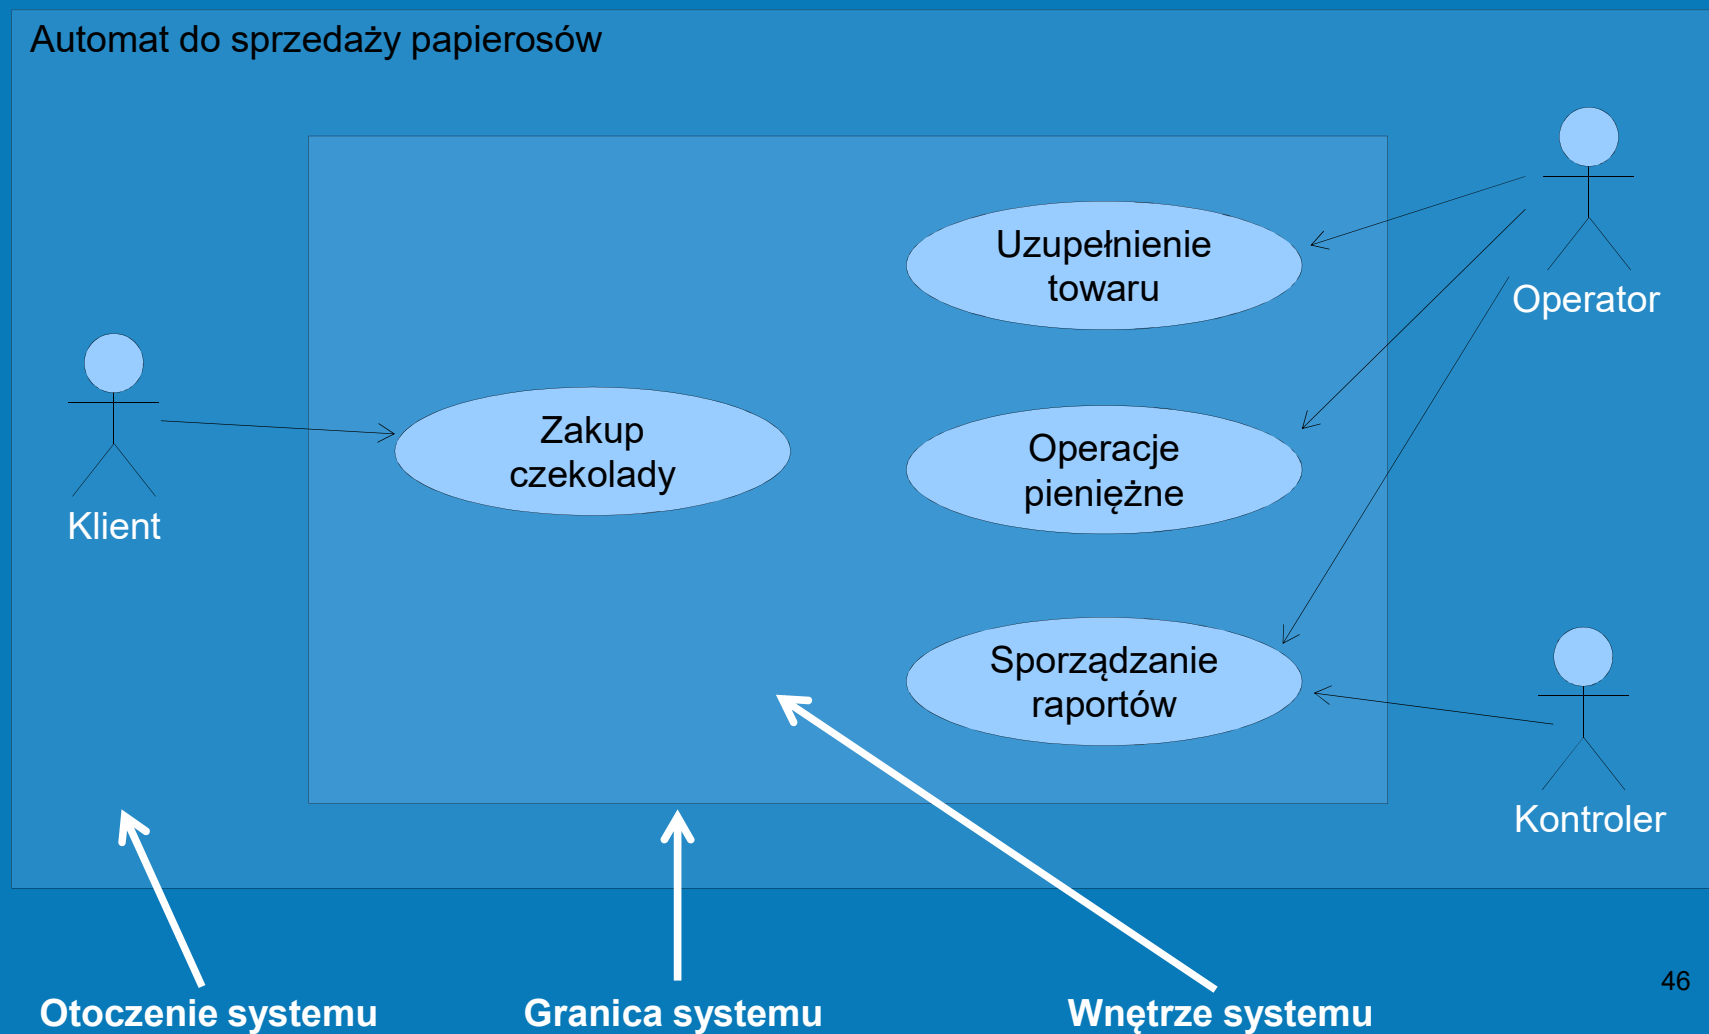 Automat do sprzedaży papierosów
Uzupełnienie
towaru
Operator
Zakup
czekolady
Klient
Operacje
pieniężne
Sporządzanie
raportów
Kontroler
46
Otoczenie systemu
Granica systemu
Wnętrze systemu